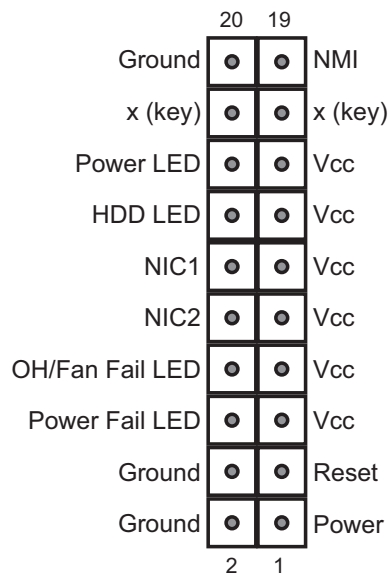 20 19
Ground NMI
x (key) x (key)
Power LED Vcc
HDD LED Vcc
NIC1 Vcc
NIC2 Vcc
OH/Fan Fail LED Vcc
Power Fail LED Vcc
Ground Reset
Ground Power
2 1